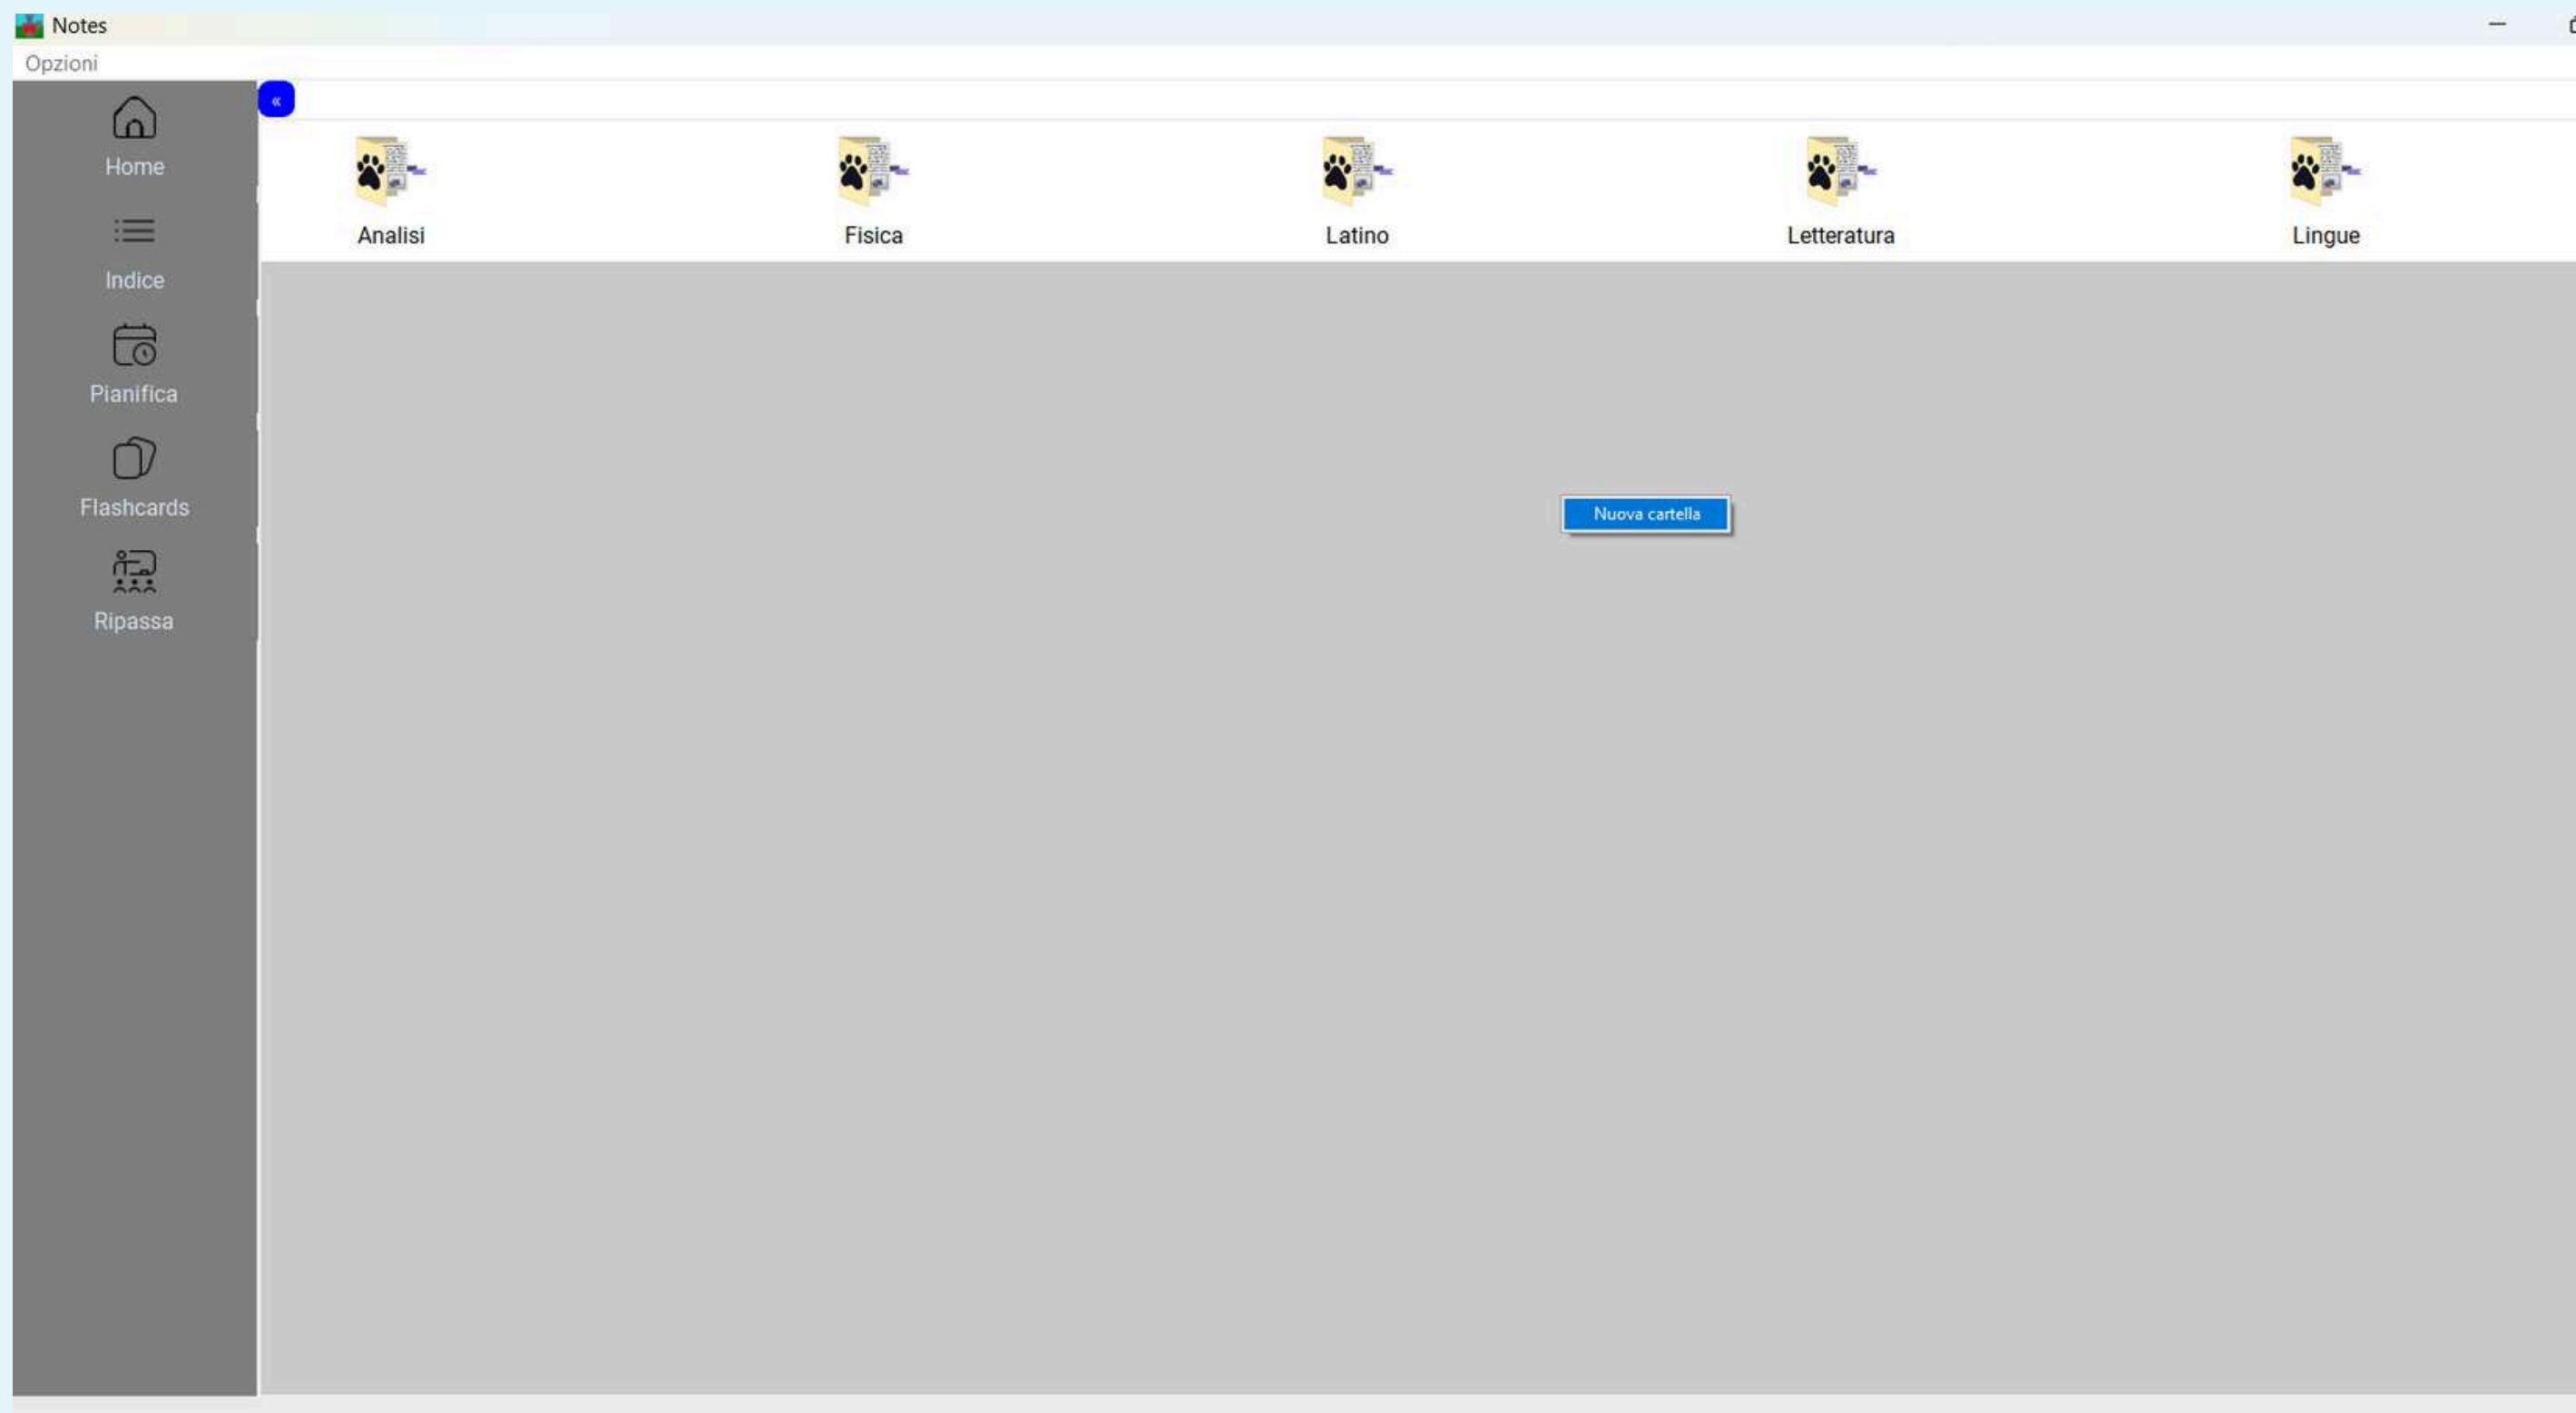 Notes
Opzioni
«
Home
Indice
Pianifica
Flashcards
Ripassa
Analisi
Fisica
Latino
Letteratura
Lingue
Nuova cartella